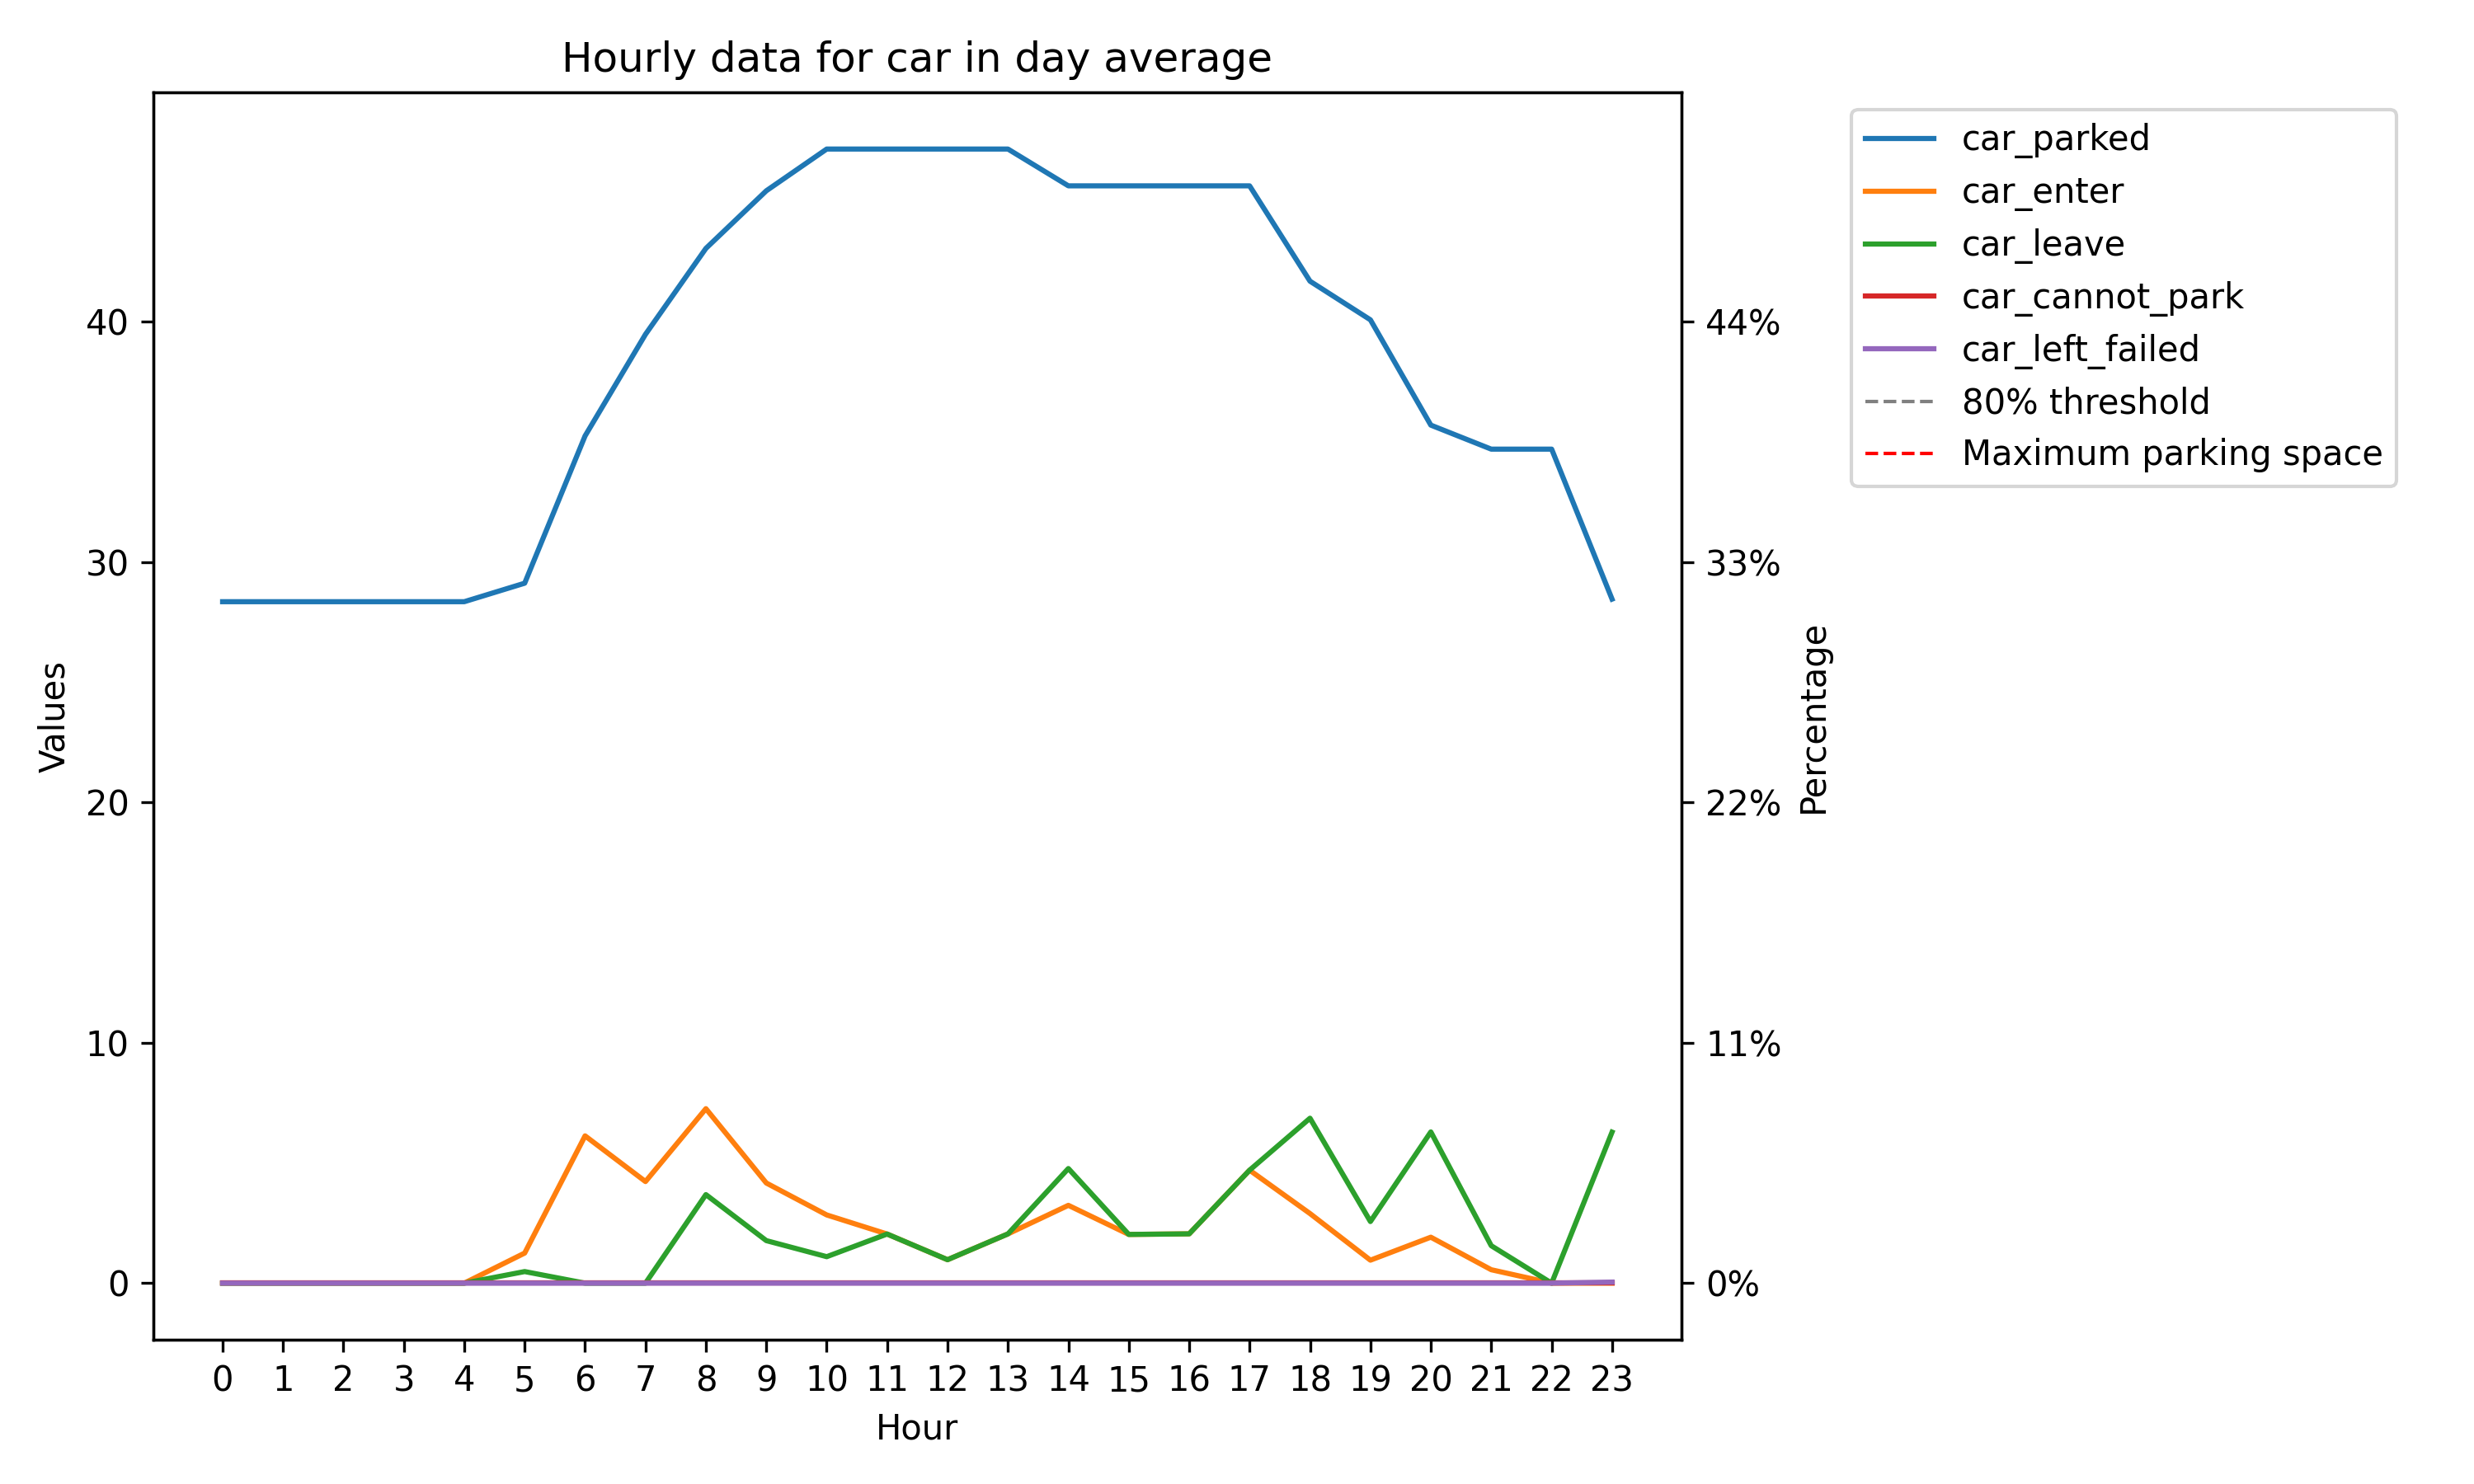 Hourly data for car in day average
car_parked
car_enter
car_leave
car_cannot_park
car_left_failed
80% threshold
Maximum parking space
Values
40
30
20
10
0
44%
33%
22%
11%
0%
Percentage
0 1 2 3 4 5 6 7 8 9 10 11 12 13 14 15 16 17 18 19 20 21 22 23
Hour